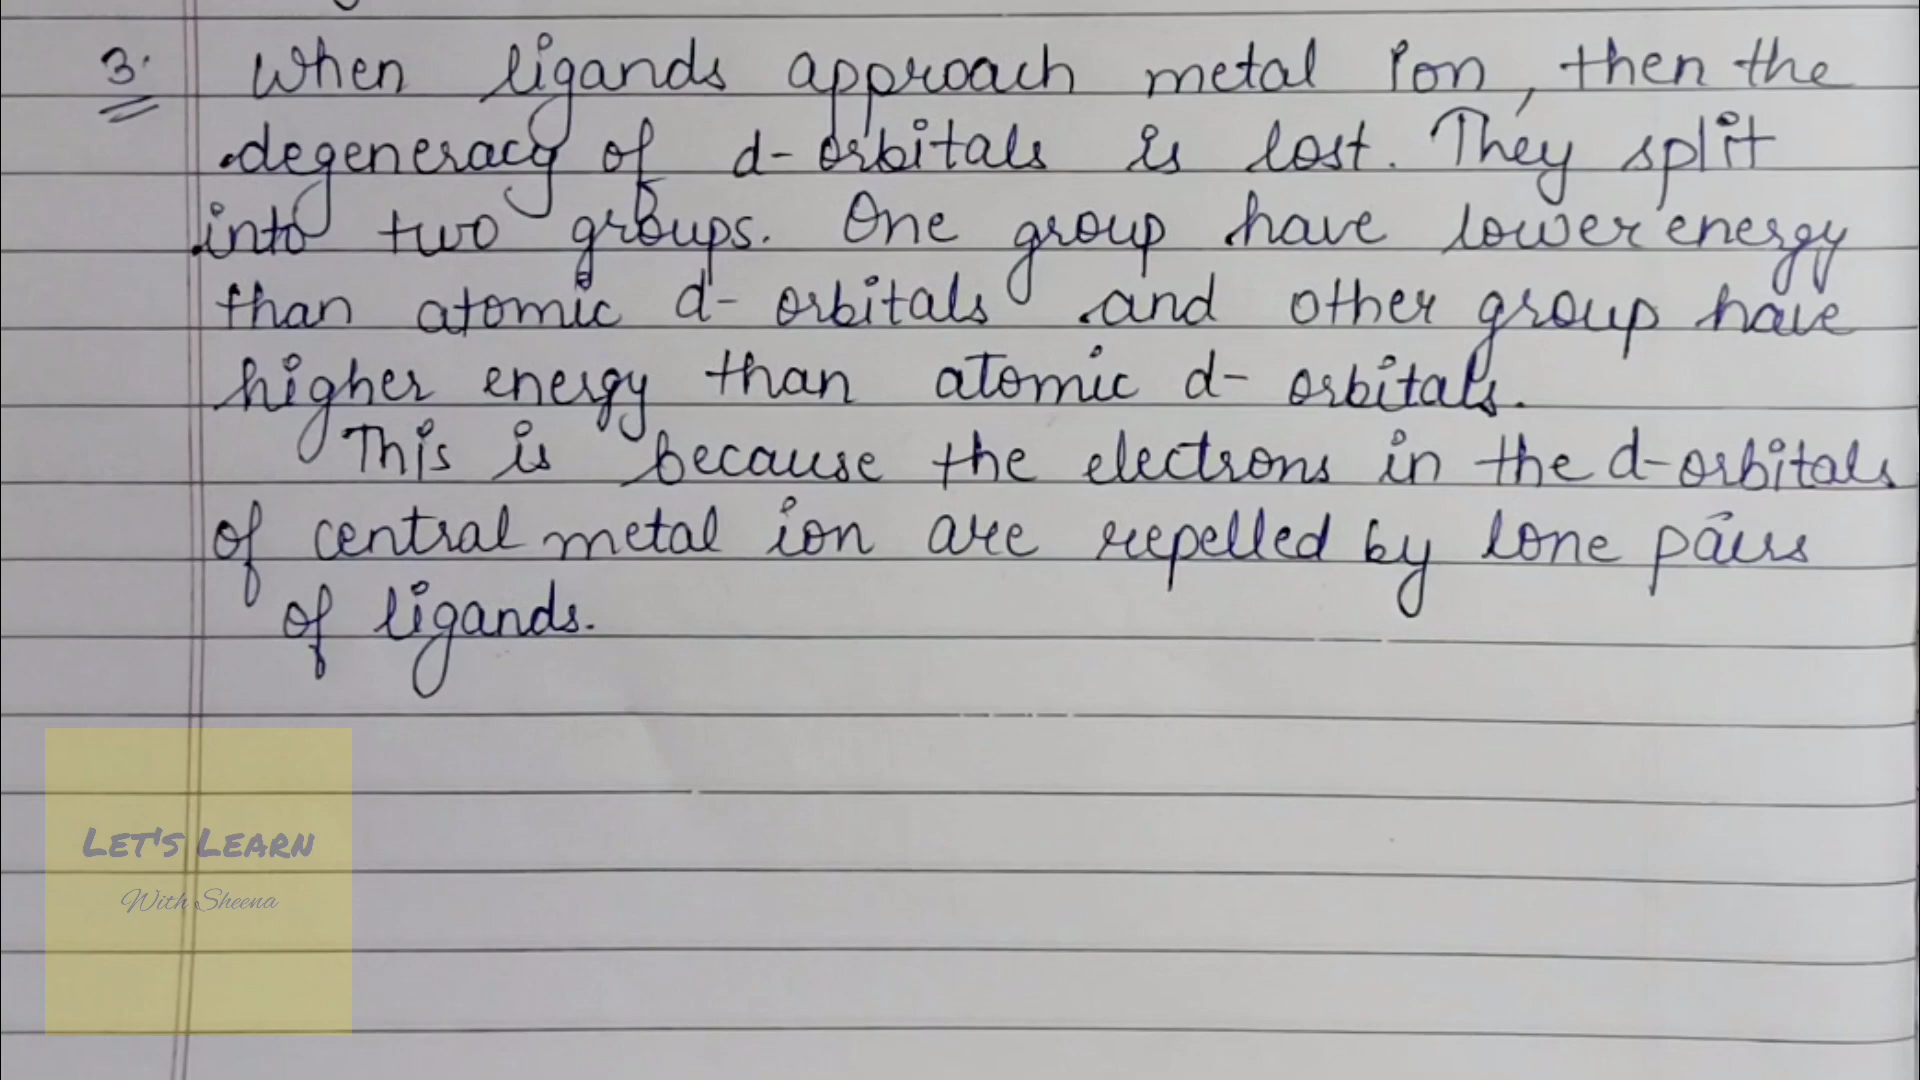 3. When ligands approach metal ion, then the
degeneracy of d-orbitals is lost. They split
into two groups. One group have lower energy
than atomic d-orbitals and other group have
higher energy than atomic d-orbitals.
This is because the electrons in the d-orbitals
of central metal ion are repelled by lone pairs
of ligands.
LET'S LEARN
With Sheena